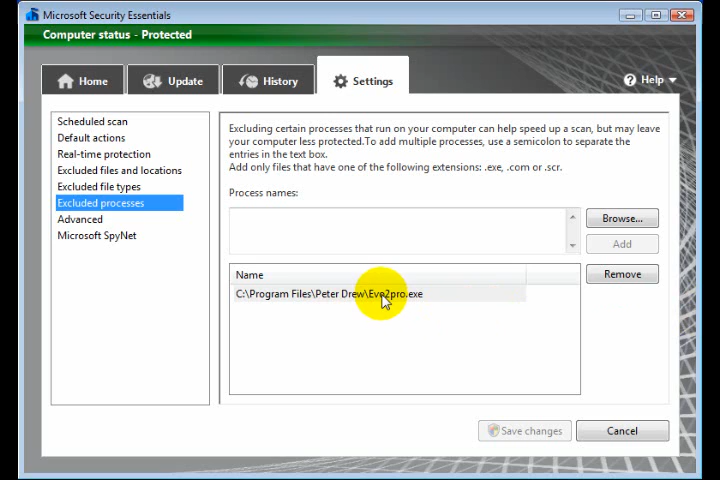 Microsoft Security Essentials
Computer status - Protected
Home
Update
History
Settings
Help
Scheduled scan
Default actions
Real-time protection
Excluded files and locations
Excluded file types
Excluded processes
Advanced
Microsoft SpyNet
Excluding certain processes that run on your computer can help speed up a scan, but may leave
your computer less protected.To add multiple processes, use a semicolon to separate the
entries in the text box.
Add only files that have one of the following extensions: .exe, .com or .scr.
Process names:
Browse...
Add
Name
Remove
C:\Program Files\Peter Drew\Evo2pro.exe
Save changes
Cancel